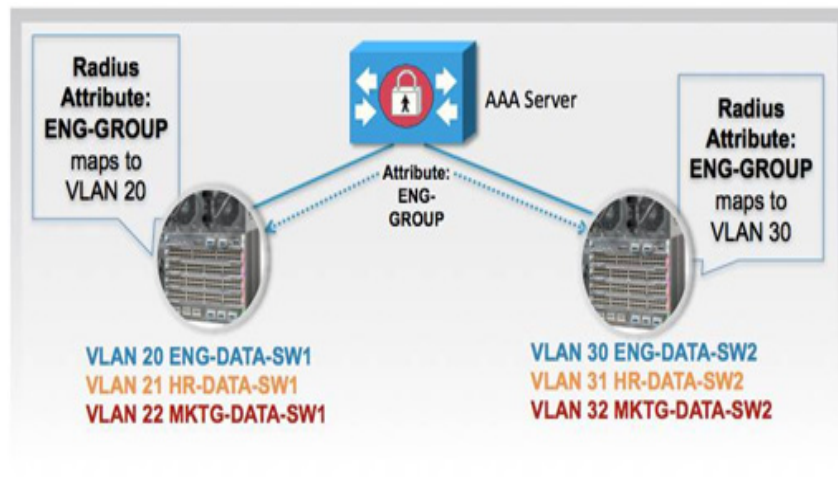 Radius
Attribute:
ENG-GROUP
maps to
VLAN 20
AAA Server
Attribute:
ENG-
GROUP
Radius
Attribute:
ENG-GROUP
maps to
VLAN 30
VLAN 20 ENG-DATA-SW1
VLAN 21 HR-DATA-SW1
VLAN 22 MKTG-DATA-SW1
VLAN 30 ENG-DATA-SW2
VLAN 31 HR-DATA-SW2
VLAN 32 MKTG-DATA-SW2